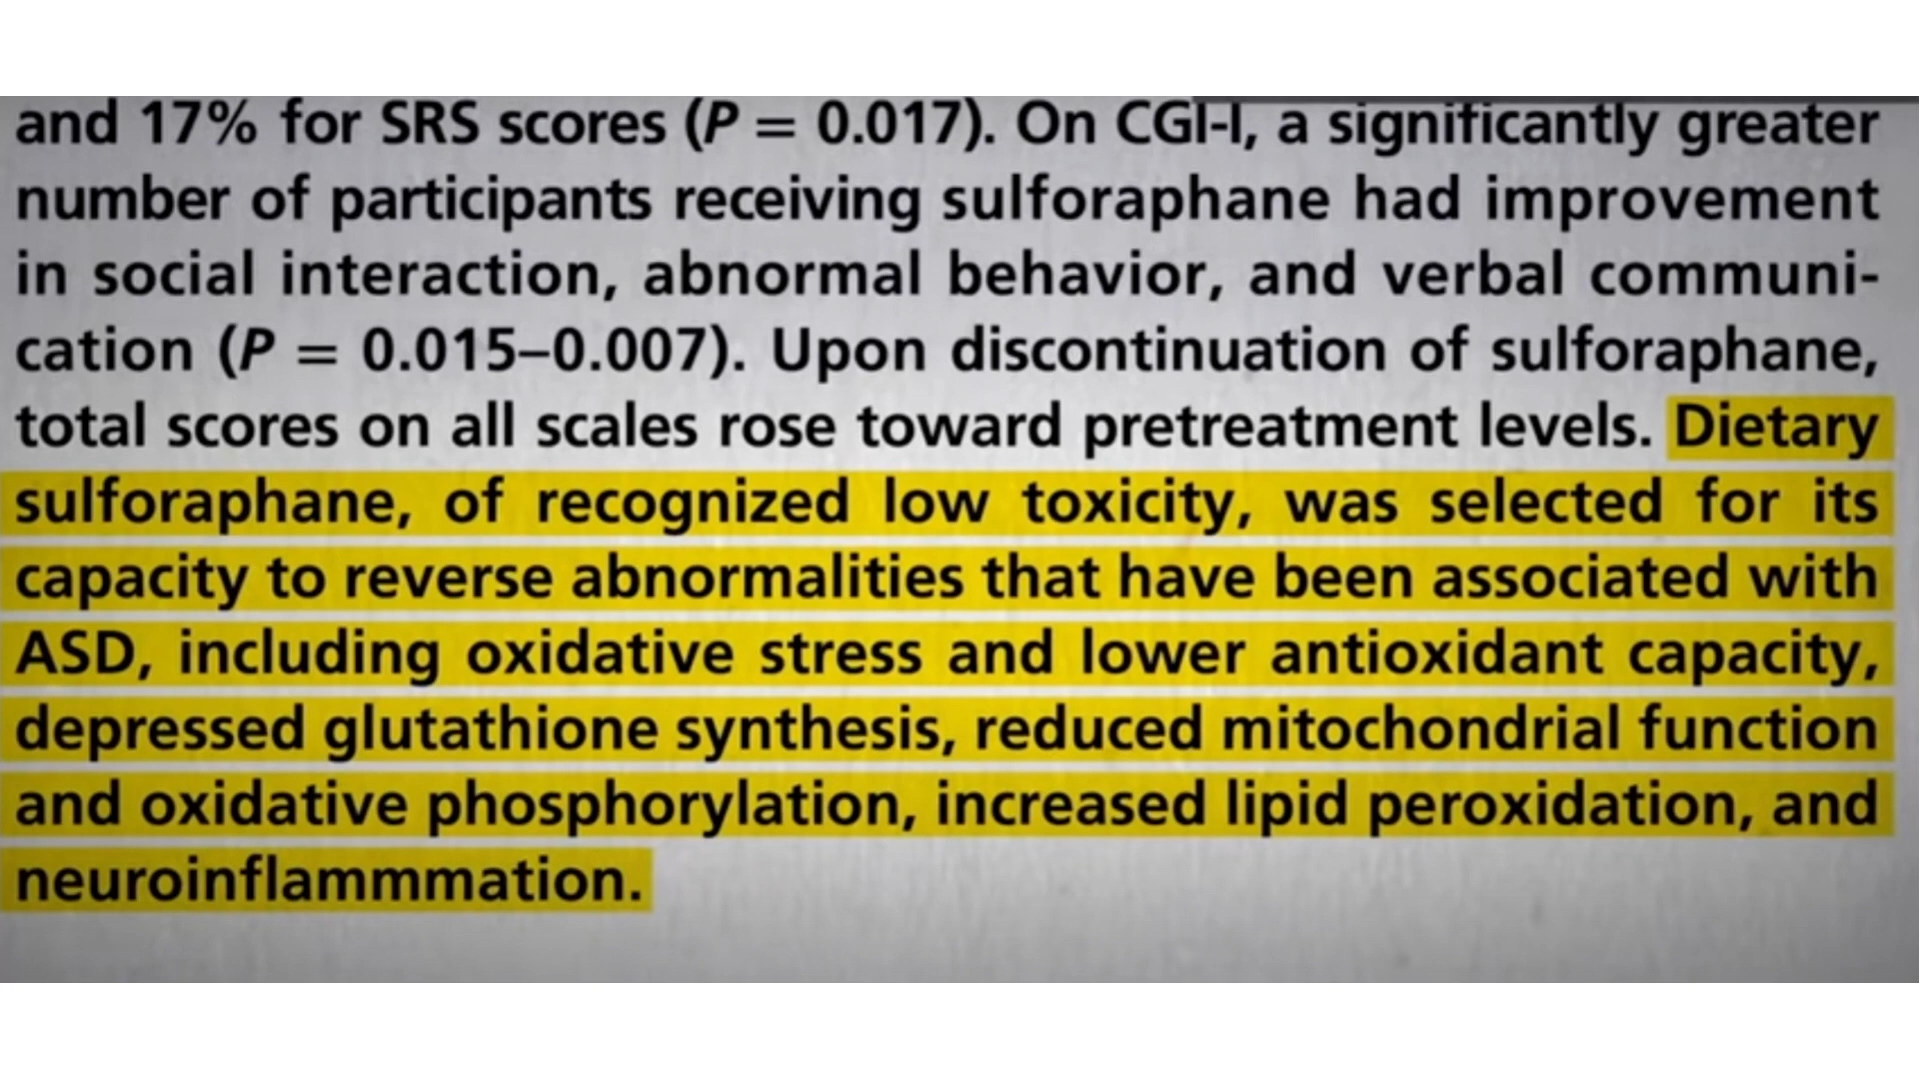 and 17% for SRS scores (P = 0.017). On CGI-I, a significantly greater
number of participants receiving sulforaphane had improvement
in social interaction, abnormal behavior, and verbal communi-
cation (P = 0.015–0.007). Upon discontinuation of sulforaphane,
total scores on all scales rose toward pretreatment levels. Dietary
sulforaphane, of recognized low toxicity, was selected for its
capacity to reverse abnormalities that have been associated with
ASD, including oxidative stress and lower antioxidant capacity,
depressed glutathione synthesis, reduced mitochondrial function
and oxidative phosphorylation, increased lipid peroxidation, and
neuroinflammmation.